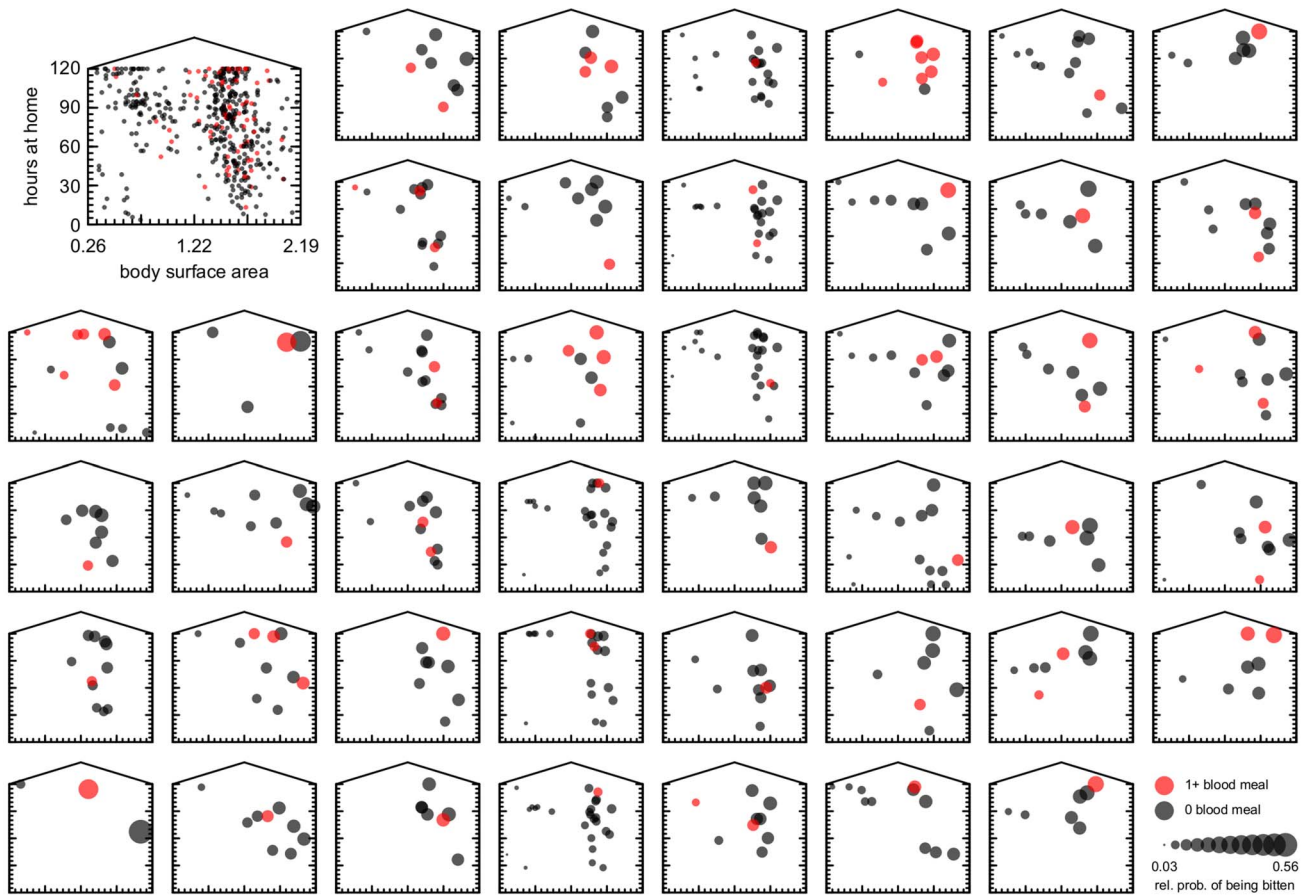 120
90
60
30
0
hours at home
0.26 1.22 2.19
body surface area
1+ blood meal
0 blood meal
0.03 0.56
rel. prob. of being bitten